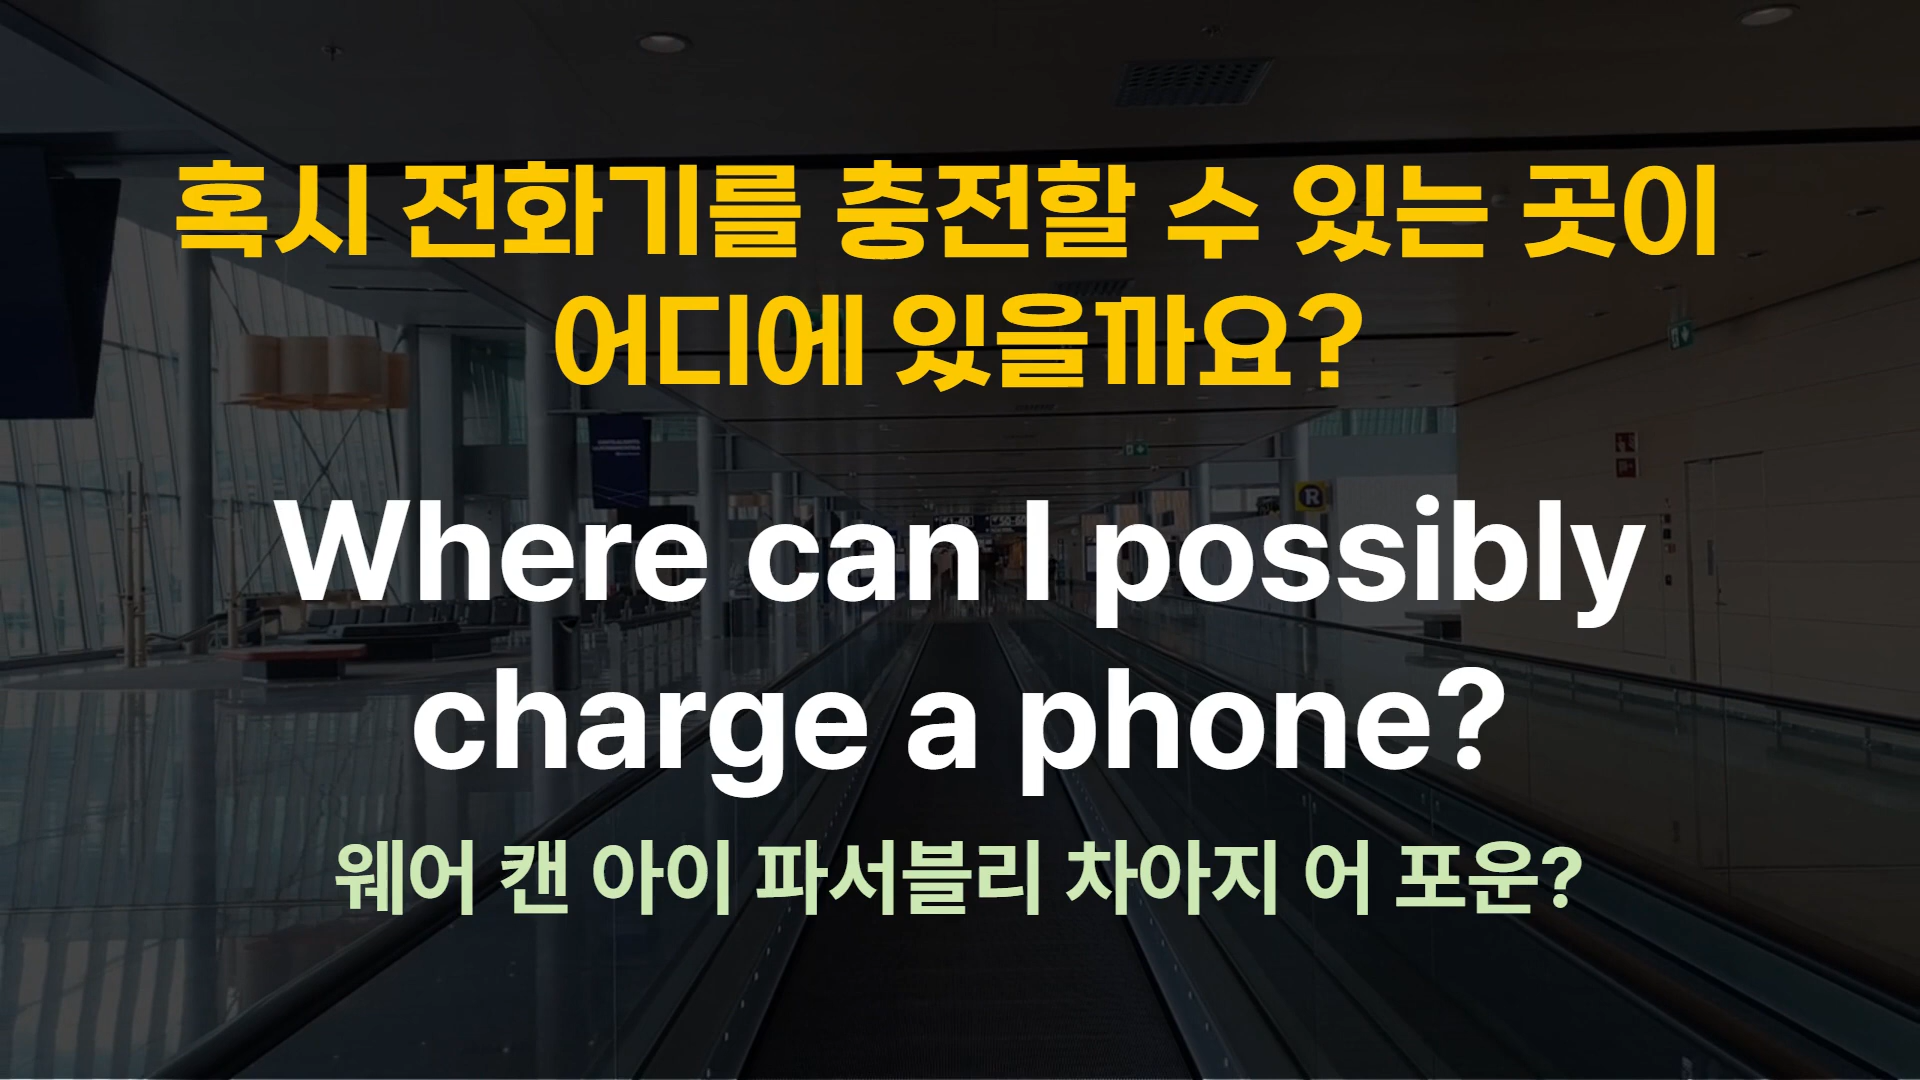 혹시 전화기를 충전할 수 있는 곳이
어디에 있을까요?
R
Where can I possibly
charge a phone?
웨어 캔 아이 파서블리 차아지 어 포운?